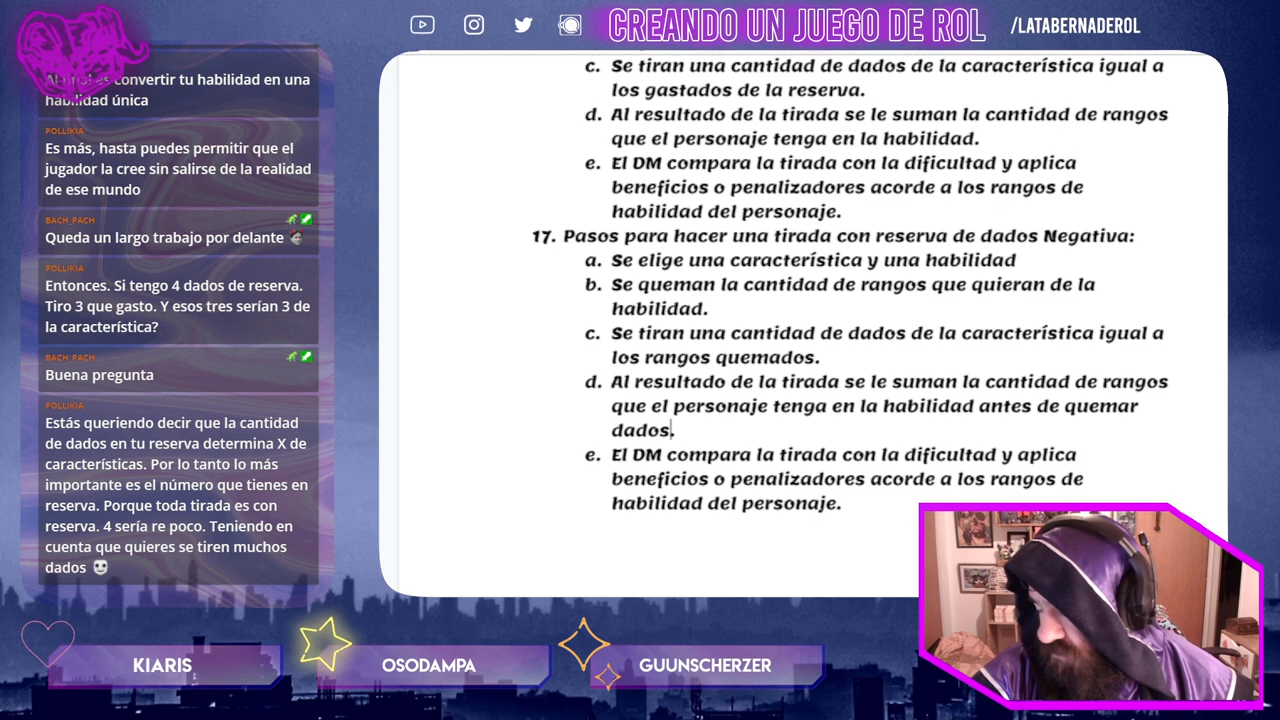 CREANDO UN JUEGO DE ROL
/LATABERNADEROL
convertir tu habilidad en una
habilidad única
POLLIKIA
Es más, hasta puedes permitir que el
jugador la cree sin salirse de la realidad
de ese mundo
BACH PACH
Queda un largo trabajo por delante
POLLIKIA
Entonces. Si tengo 4 dados de reserva.
Tiro 3 que gasto. Y esos tres serían 3 de
la característica?
BACH PACH
Buena pregunta
POLLIKIA
Estás queriendo decir que la cantidad
de dados en tu reserva determina X de
características. Por lo tanto lo más
importante es el número que tienes en
reserva. Porque toda tirada es con
reserva. 4 sería re poco. Teniendo en
cuenta que quieres se tiren muchos
dados
c. Se tiran una cantidad de dados de la característica igual a
los gastados de la reserva.
d. Al resultado de la tirada se le suman la cantidad de rangos
que el personaje tenga en la habilidad.
e. El DM compara la tirada con la dificultad y aplica
beneficios o penalizadores acorde a los rangos de
habilidad del personaje.
17. Pasos para hacer una tirada con reserva de dados Negativa:
a. Se elige una característica y una habilidad
b. Se queman la cantidad de rangos que quieran de la
habilidad.
c. Se tiran una cantidad de dados de la característica igual a
los rangos quemados.
d. Al resultado de la tirada se le suman la cantidad de rangos
que el personaje tenga en la habilidad antes de quemar
dados.
e. El DM compara la tirada con la dificultad y aplica
beneficios o penalizadores acorde a los rangos de
habilidad del personaje.
KIARIS
OSODAMPA
GUUNSCHERZER